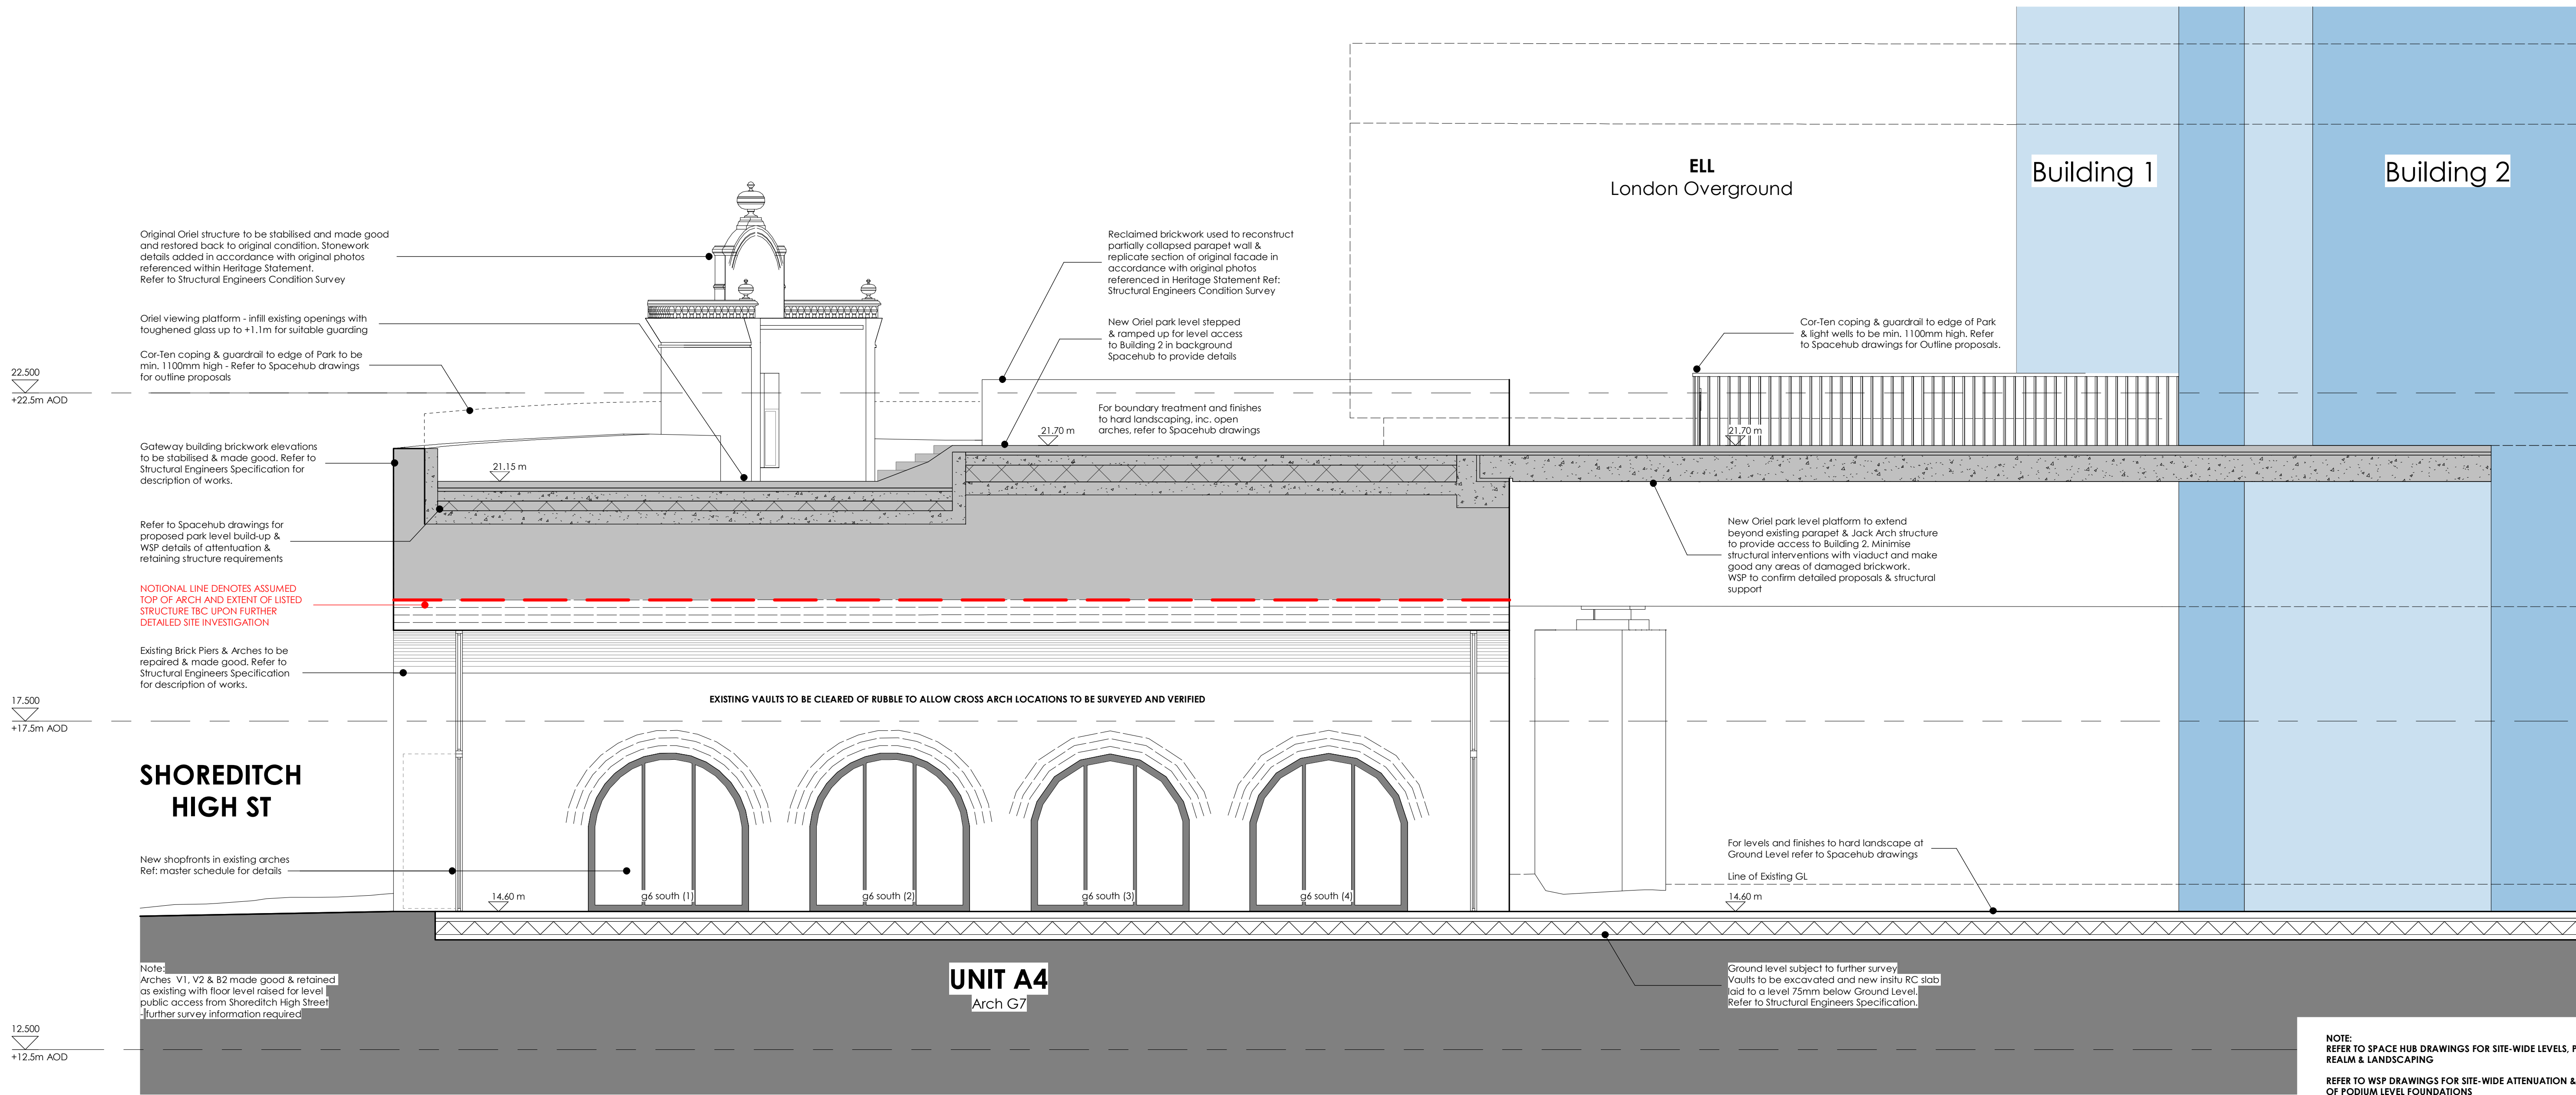 ELL
London Overground
Building 1
Building 2
Original Oriel structure to be stabilised and made good
and restored back to original condition. Stonework
details added in accordance with original photos
referenced within Heritage Statement.
Refer to Structural Engineers Condition Survey
Oriel viewing platform - infill existing openings with
toughened glass up to +1.1m for suitable guarding
Cor-Ten coping & guardrail to edge of Park to be
min. 1100mm high - Refer to Spacehub drawings
for outline proposals
22.500
+22.5m AOD
Gateway building brickwork elevations
to be stabilised & made good. Refer to
Structural Engineers Specification for
description of works.
Refer to Spacehub drawings for
proposed park level build-up &
WSP details of attentuation &
retaining structure requirements
NOTIONAL LINE DENOTES ASSUMED
TOP OF ARCH AND EXTENT OF LISTED
STRUCTURE TBC UPON FURTHER
DETAILED SITE INVESTIGATION
Existing Brick Piers & Arches to be
repaired & made good. Refer to
Structural Engineers Specification
for description of works.
17.500
+17.5m AOD
SHOREDITCH
HIGH ST
New shopfronts in existing arches
Ref: master schedule for details
Note:
Arches V1, V2 & B2 made good & retained
as existing with floor level raised for level
public access from Shoreditch High Street
- further survey information required
12.500
+12.5m AOD
Reclaimed brickwork used to reconstruct
partially collapsed parapet wall &
replicate section of original facade in
accordance with original photos
referenced in Heritage Statement Ref:
Structural Engineers Condition Survey
New Oriel park level stepped
& ramped up for level access
to Building 2 in background
Spacehub to provide details
For boundary treatment and finishes
to hard landscaping, inc. open
arches, refer to Spacehub drawings
21.70 m
21.15 m
Cor-Ten coping & guardrail to edge of Park
& light wells to be min. 1100mm high. Refer
to Spacehub drawings for Outline proposals.
21.70 m
New Oriel park level platform to extend
beyond existing parapet & Jack Arch structure
to provide access to Building 2. Minimise
structural interventions with viaduct and make
good any areas of damaged brickwork.
WSP to confirm detailed proposals & structural
support
EXISTING VAULTS TO BE CLEARED OF RUBBLE TO ALLOW CROSS ARCH LOCATIONS TO BE SURVEYED AND VERIFIED
14.60 m
g6 south (1)
g6 south (2)
g6 south (3)
g6 south (4)
For levels and finishes to hard landscape at
Ground Level refer to Spacehub drawings
Line of Existing GL
14.60 m
UNIT A4
Arch G7
Ground level subject to further survey
Vaults to be excavated and new insitu RC slab
laid to a level 75mm below Ground Level.
Refer to Structural Engineers Specification.
NOTE:
REFER TO SPACE HUB DRAWINGS FOR SITE-WIDE LEVELS,
REALM & LANDSCAPING
REFER TO WSP DRAWINGS FOR SITE-WIDE ATTENUATION &
OF PODIUM LEVEL FOUNDATIONS